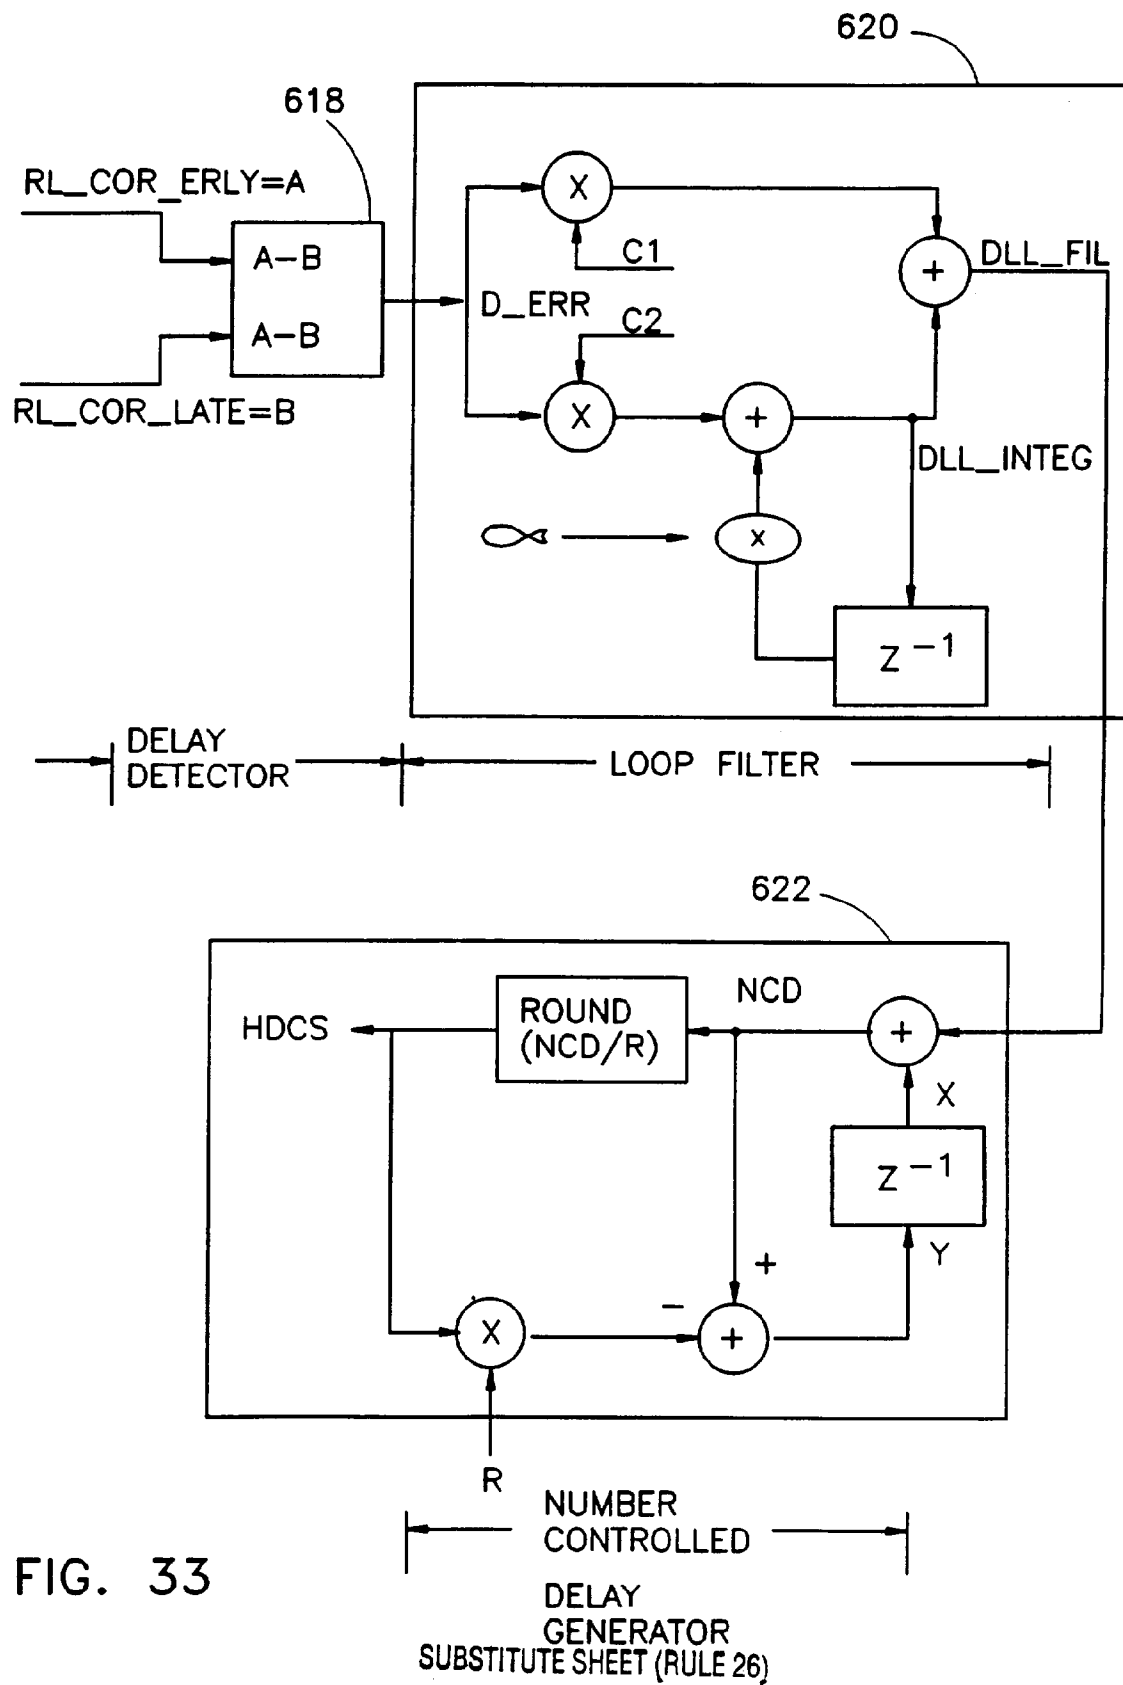 620
618
RL_COR_ERLY=A
A-B
X
C1
+
DLL_FIL
D_ERR
C2
A-B
RL_COR_LATE=B
X
+
DLL_INTEG
x
Z -1
DELAY
DETECTOR
LOOP FILTER
622
NCD
HDCS
ROUND
(NCD/R)
+
X
Z -1
Y
+
-
X
+
R
NUMBER
CONTROLLED
DELAY
GENERATOR
FIG. 33
SUBSTITUTE SHEET (RULE 26)